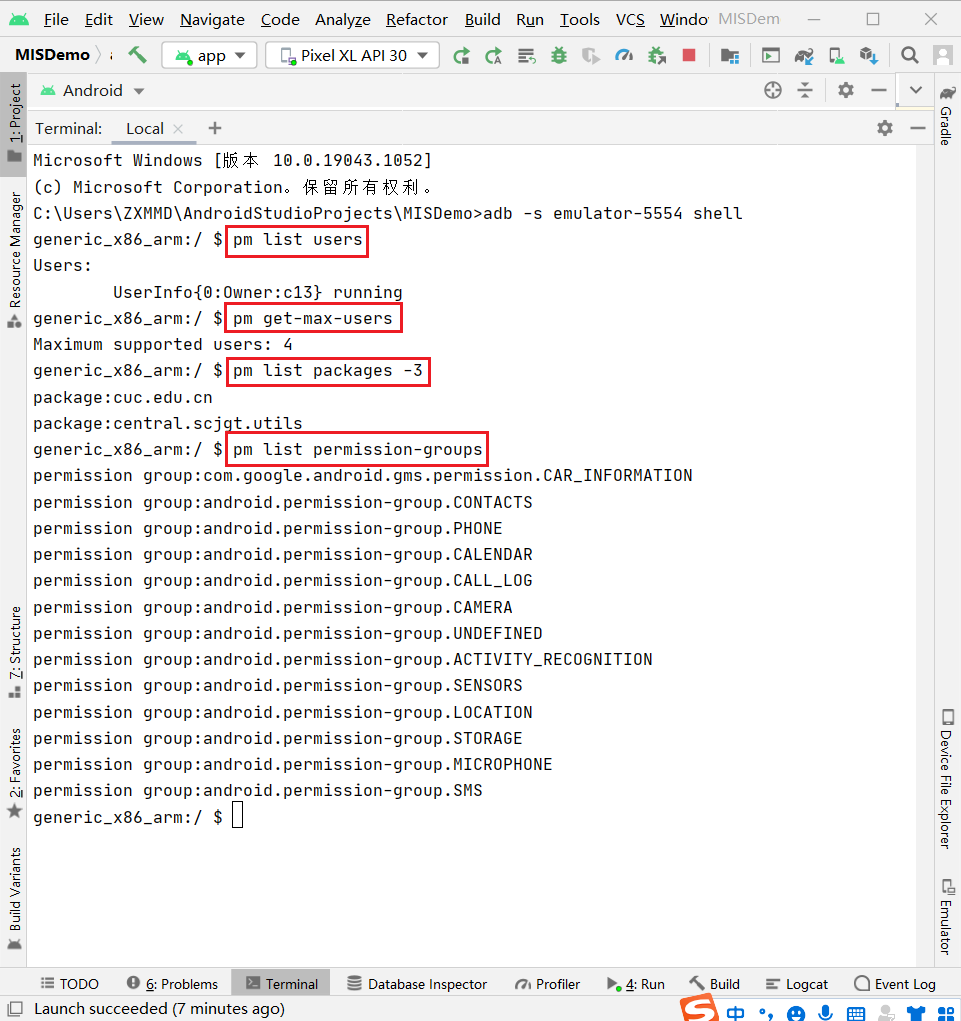 File Edit View Navigate Code Analyze Refactor Build Run Tools VCS Windo MISDem
MISDemo app Pixel XL API 30
Android
Terminal: Local
Microsoft Windows [版本 10.0.19043.1052]
(c) Microsoft Corporation。保留所有权利。
C:\Users\ZXMMD\AndroidStudioProjects\MISDemo>adb -s emulator-5554 shell
generic_x86_arm:/ $ pm list users
Users:
UserInfo{0:Owner:c13} running
generic_x86_arm:/ $ pm get-max-users
Maximum supported users: 4
generic_x86_arm:/ $ pm list packages -3
package:cuc.edu.cn
package:central.scjgt.utils
generic_x86_arm:/ $ pm list permission-groups
permission group:com.google.android.gms.permission.CAR_INFORMATION
permission group:android.permission-group.CONTACTS
permission group:android.permission-group.PHONE
permission group:android.permission-group.CALENDAR
permission group:android.permission-group.CALL_LOG
permission group:android.permission-group.CAMERA
permission group:android.permission-group.UNDEFINED
permission group:android.permission-group.ACTIVITY_RECOGNITION
permission group:android.permission-group.SENSORS
permission group:android.permission-group.LOCATION
permission group:android.permission-group.STORAGE
permission group:android.permission-group.MICROPHONE
permission group:android.permission-group.SMS
generic_x86_arm:/ $
1: Project
Resource Manager
7: Structure
2: Favorites
Build Variants
Gradle
Device File Explorer
Emulator
TODO 6: Problems Terminal Database Inspector Profiler 4: Run Build Logcat Event Log
Launch succeeded (7 minutes ago)
S 中